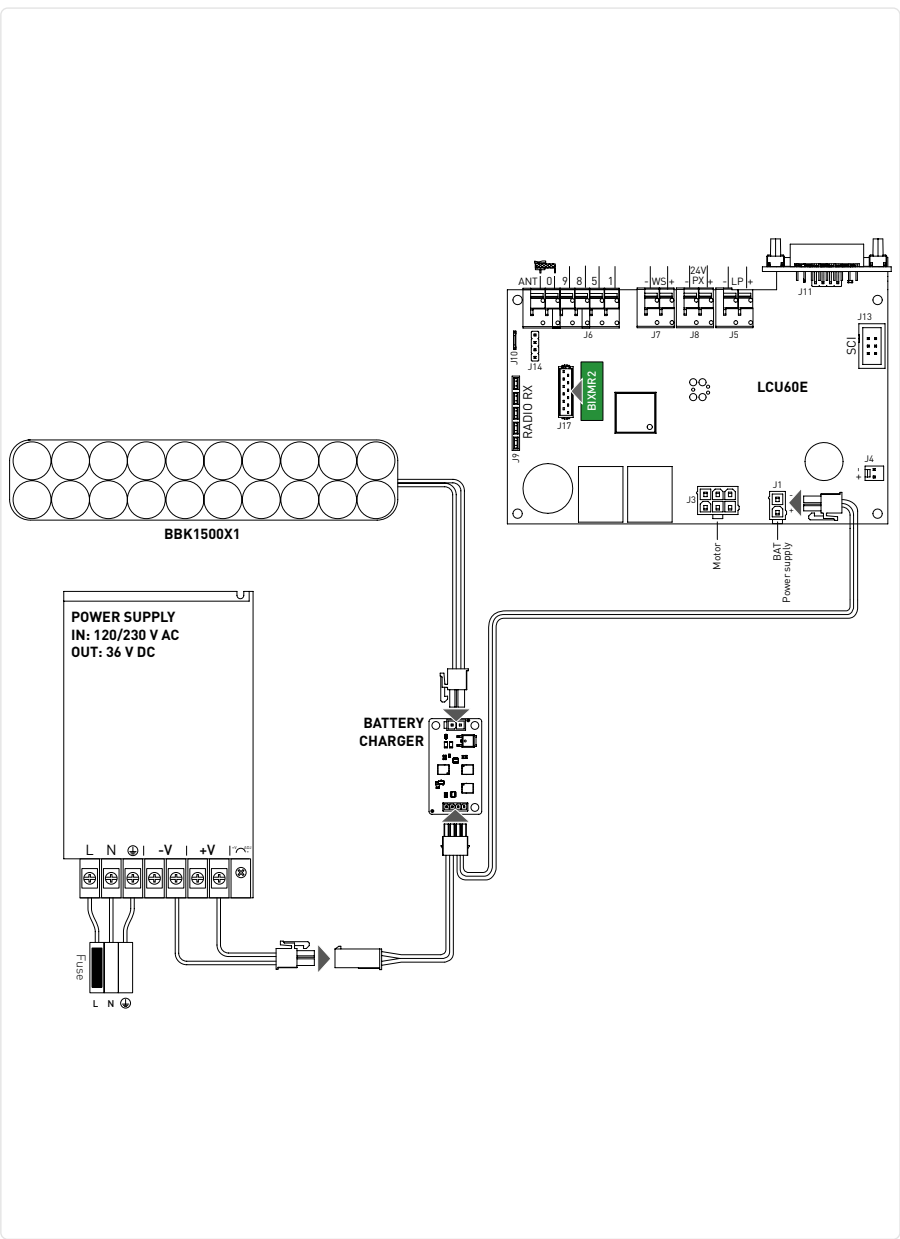 24V
-WS+
-PX+
-LP+
ANT 0 9 8 5 1
J11
J6
J7
J8
J5
J13
SCI
J10
J14
RADIO RX
J9
J17
BIXMR2
LCU60E
J4
- +
J3
J1
- +
Motor
BAT
Power supply
BBK1500X1
POWER SUPPLY
IN: 120/230 V AC
OUT: 36 V DC
BATTERY
CHARGER
L N -V +V
Fuse
L N